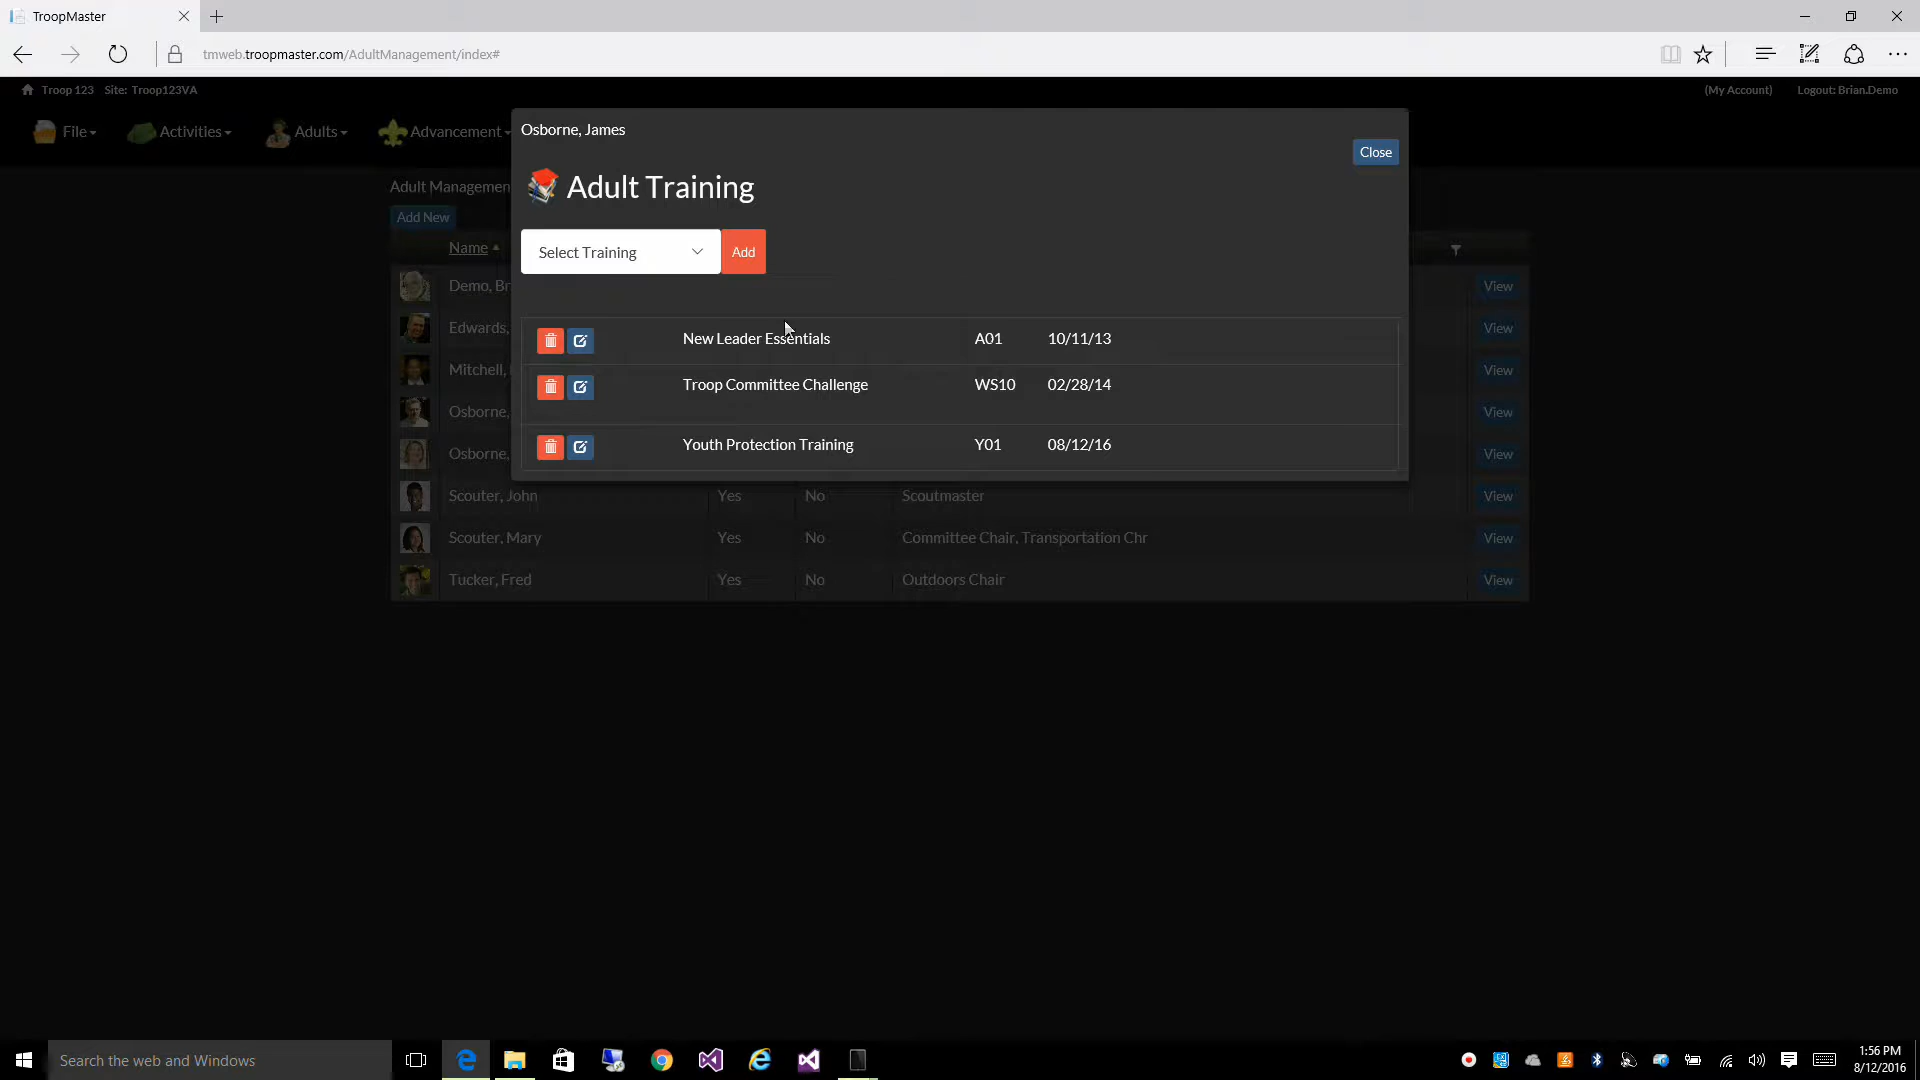 TroopMaster
tmweb.troopmaster.com/AdultManagement/index#
Troop 123 Site: Troop123VA
(My Account) Logout: Brian.Demo
File Activities Adults Advancement
Osborne, James
Close
Adult Training
Select Training Add
Adult Managemen
Add New
Name
Demo, Br View
Edwards, View
Mitchell, View
Osborne, View
Osborne, View
New Leader Essentials A01 10/11/13
Troop Committee Challenge WS10 02/28/14
Youth Protection Training Y01 08/12/16
Scouter, John Yes No Scoutmaster View
Scouter, Mary Yes No Committee Chair, Transportation Chr View
Tucker, Fred Yes No Outdoors Chair View
Search the web and Windows
1:56 PM
8/12/2016